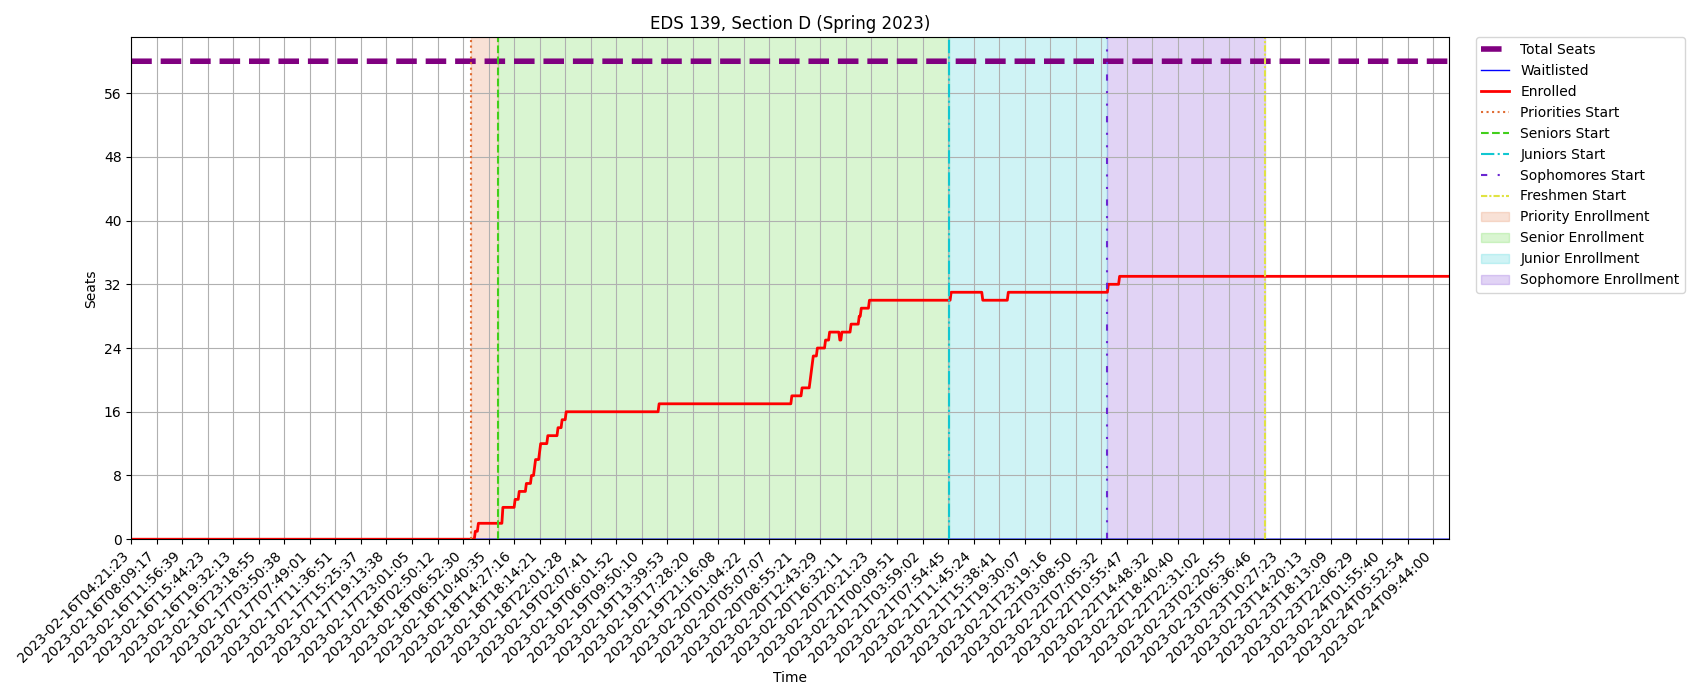 EDS 139, Section D (Spring 2023)
Seats
56
48
40
32
24
16
8
0
2023-02-16T04:21:23
2023-02-16T08:09:17
2023-02-16T11:56:39
2023-02-16T15:44:23
2023-02-16T19:32:13
2023-02-16T23:18:55
2023-02-17T03:50:38
2023-02-17T07:49:01
2023-02-17T11:36:51
2023-02-17T15:25:37
2023-02-17T19:13:38
2023-02-17T23:01:05
2023-02-18T02:50:12
2023-02-18T06:52:30
2023-02-18T10:40:35
2023-02-18T14:27:16
2023-02-18T18:14:21
2023-02-18T22:01:28
2023-02-19T02:07:41
2023-02-19T06:01:52
2023-02-19T09:50:10
2023-02-19T13:39:53
2023-02-19T17:28:20
2023-02-19T21:16:08
2023-02-20T01:04:22
2023-02-20T05:07:07
2023-02-20T08:55:21
2023-02-20T12:43:29
2023-02-20T16:32:11
2023-02-20T20:21:23
2023-02-21T00:09:51
2023-02-21T03:59:02
2023-02-21T07:54:45
2023-02-21T11:45:24
2023-02-21T15:38:41
2023-02-21T19:30:07
2023-02-21T23:19:16
2023-02-22T03:08:50
2023-02-22T07:05:32
2023-02-22T10:55:47
2023-02-22T14:48:32
2023-02-22T18:40:40
2023-02-22T22:31:02
2023-02-23T02:20:55
2023-02-23T06:36:46
2023-02-23T10:27:23
2023-02-23T14:20:13
2023-02-23T18:13:09
2023-02-23T22:06:29
2023-02-24T01:55:40
2023-02-24T05:52:54
2023-02-24T09:44:00
Time
Total Seats
Waitlisted
Enrolled
Priorities Start
Seniors Start
Juniors Start
Sophomores Start
Freshmen Start
Priority Enrollment
Senior Enrollment
Junior Enrollment
Sophomore Enrollment